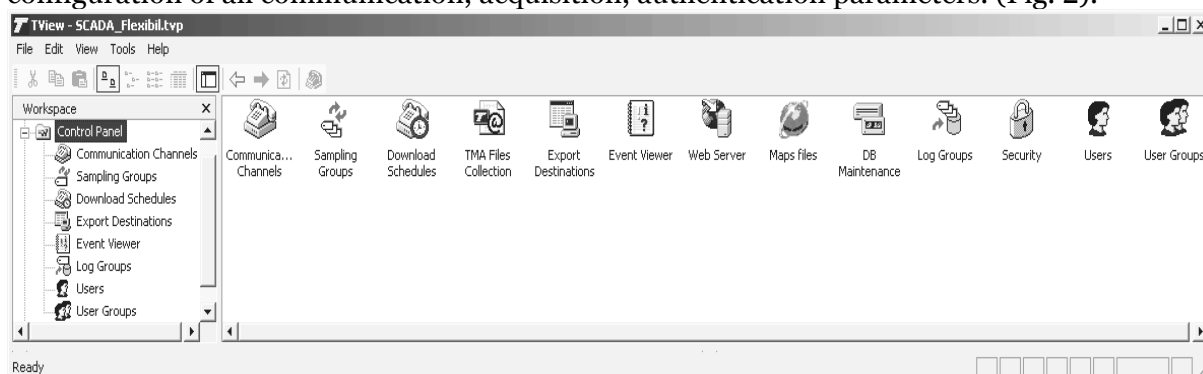 configuration of all communication, acquisition, authentication parameters. (Fig. 2).
TView - SCADA_Flexibil.tvp
File Edit View Tools Help
Workspace
Control Panel
Communication Channels
Sampling Groups
Download Schedules
Export Destinations
Event Viewer
Log Groups
Users
User Groups
Communica... Sampling Download TMA Files Export Event Viewer Web Server Maps files DB Log Groups Security Users User Groups
Channels Groups Schedules Collection Destinations Maintenance
Ready